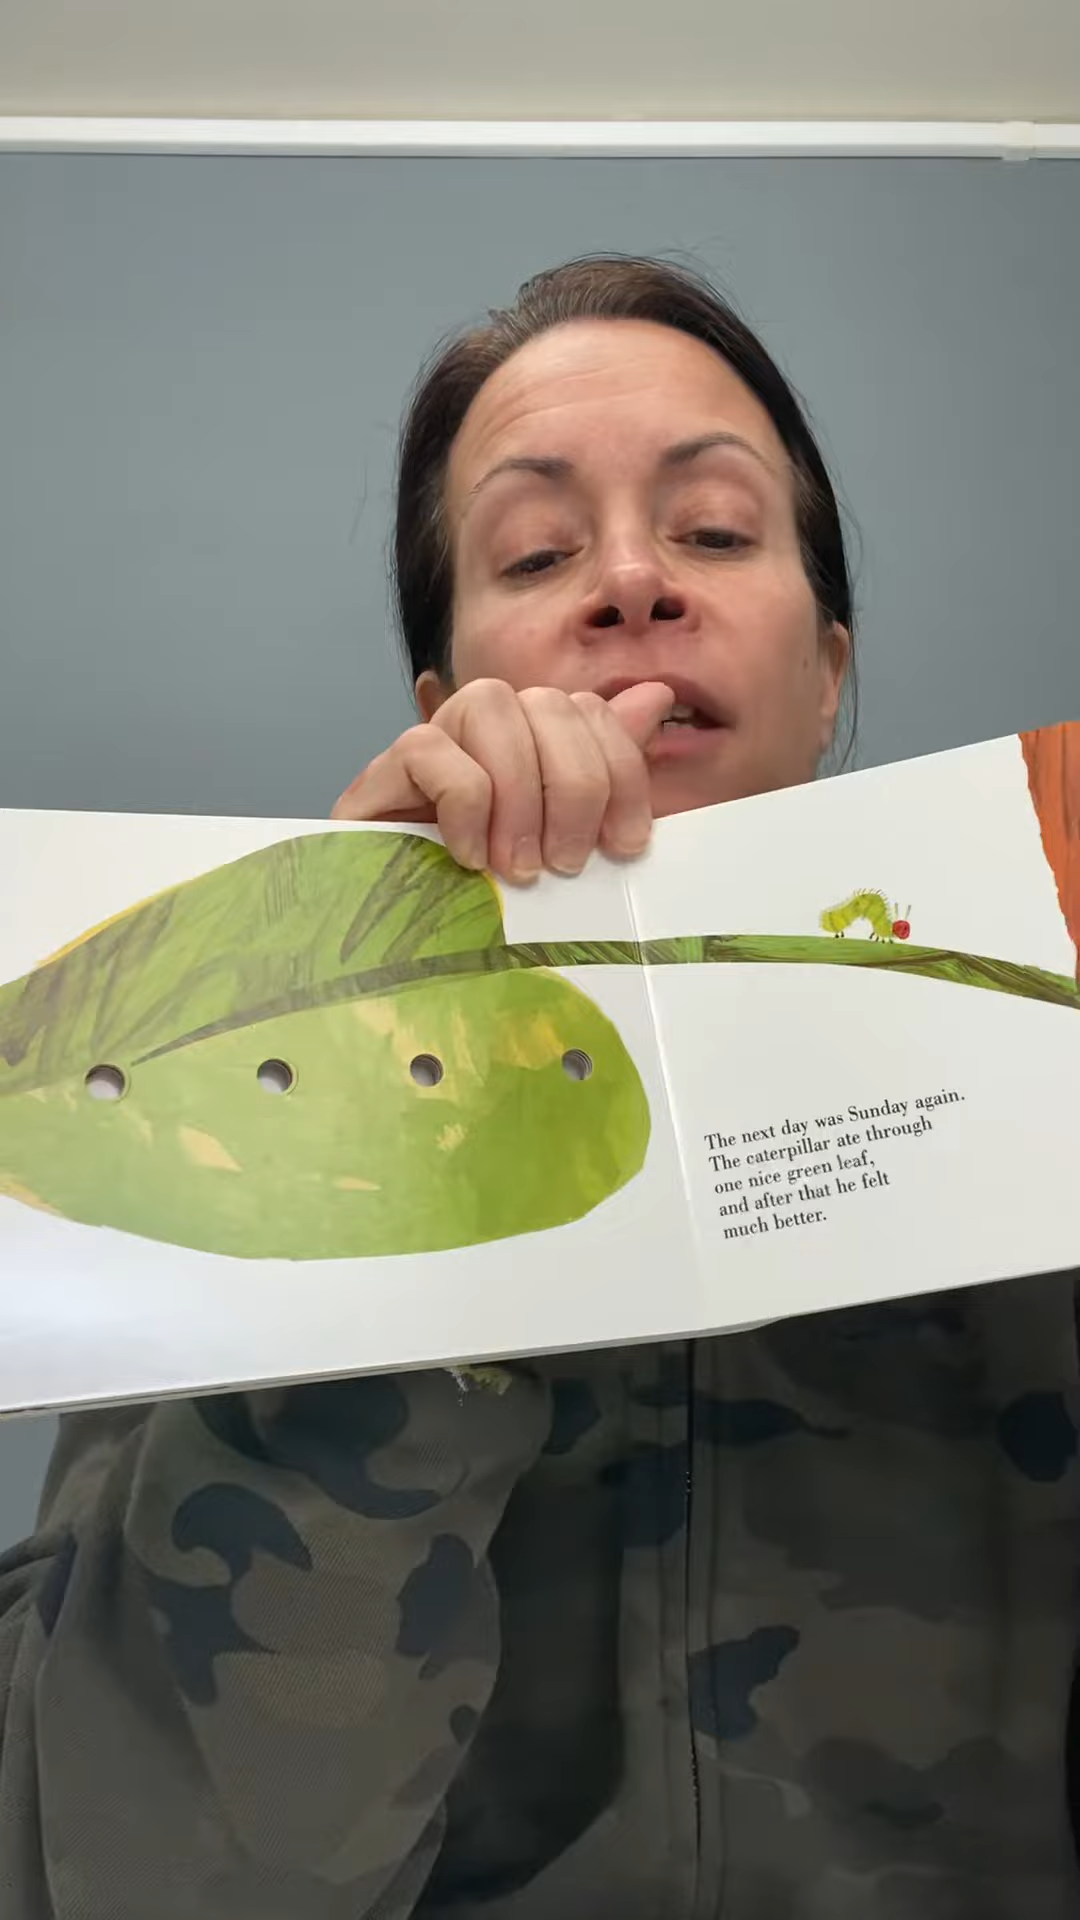 The next day was Sunday again.
The caterpillar ate through
one nice green leaf,
and after that he felt
much better.